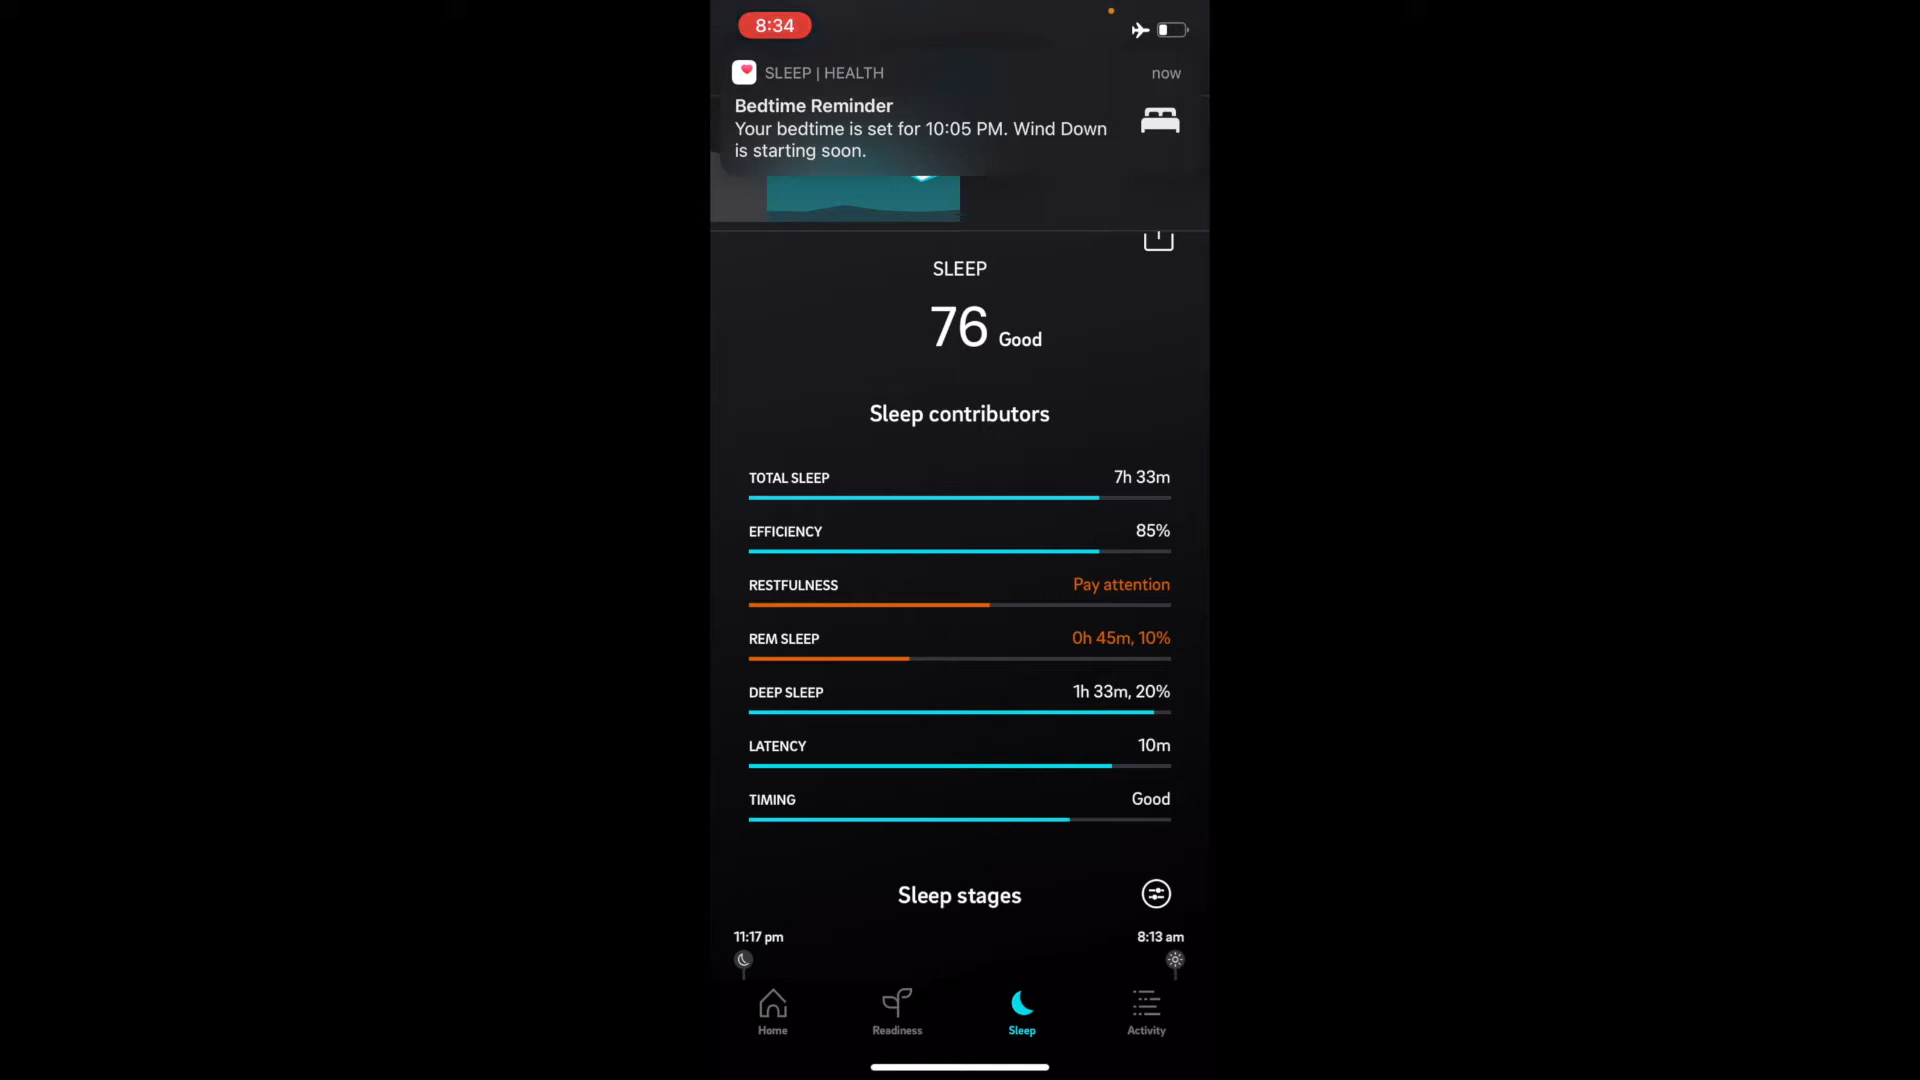 8:34
SLEEP | HEALTH
now
Bedtime Reminder
Your bedtime is set for 10:05 PM. Wind Down
is starting soon.
SLEEP
76 Good
Sleep contributors
TOTAL SLEEP 7h 33m
EFFICIENCY 85%
RESTFULNESS Pay attention
REM SLEEP 0h 45m, 10%
DEEP SLEEP 1h 33m, 20%
LATENCY 10m
TIMING Good
Sleep stages
11:17 pm 8:13 am
Home Readiness Sleep Activity